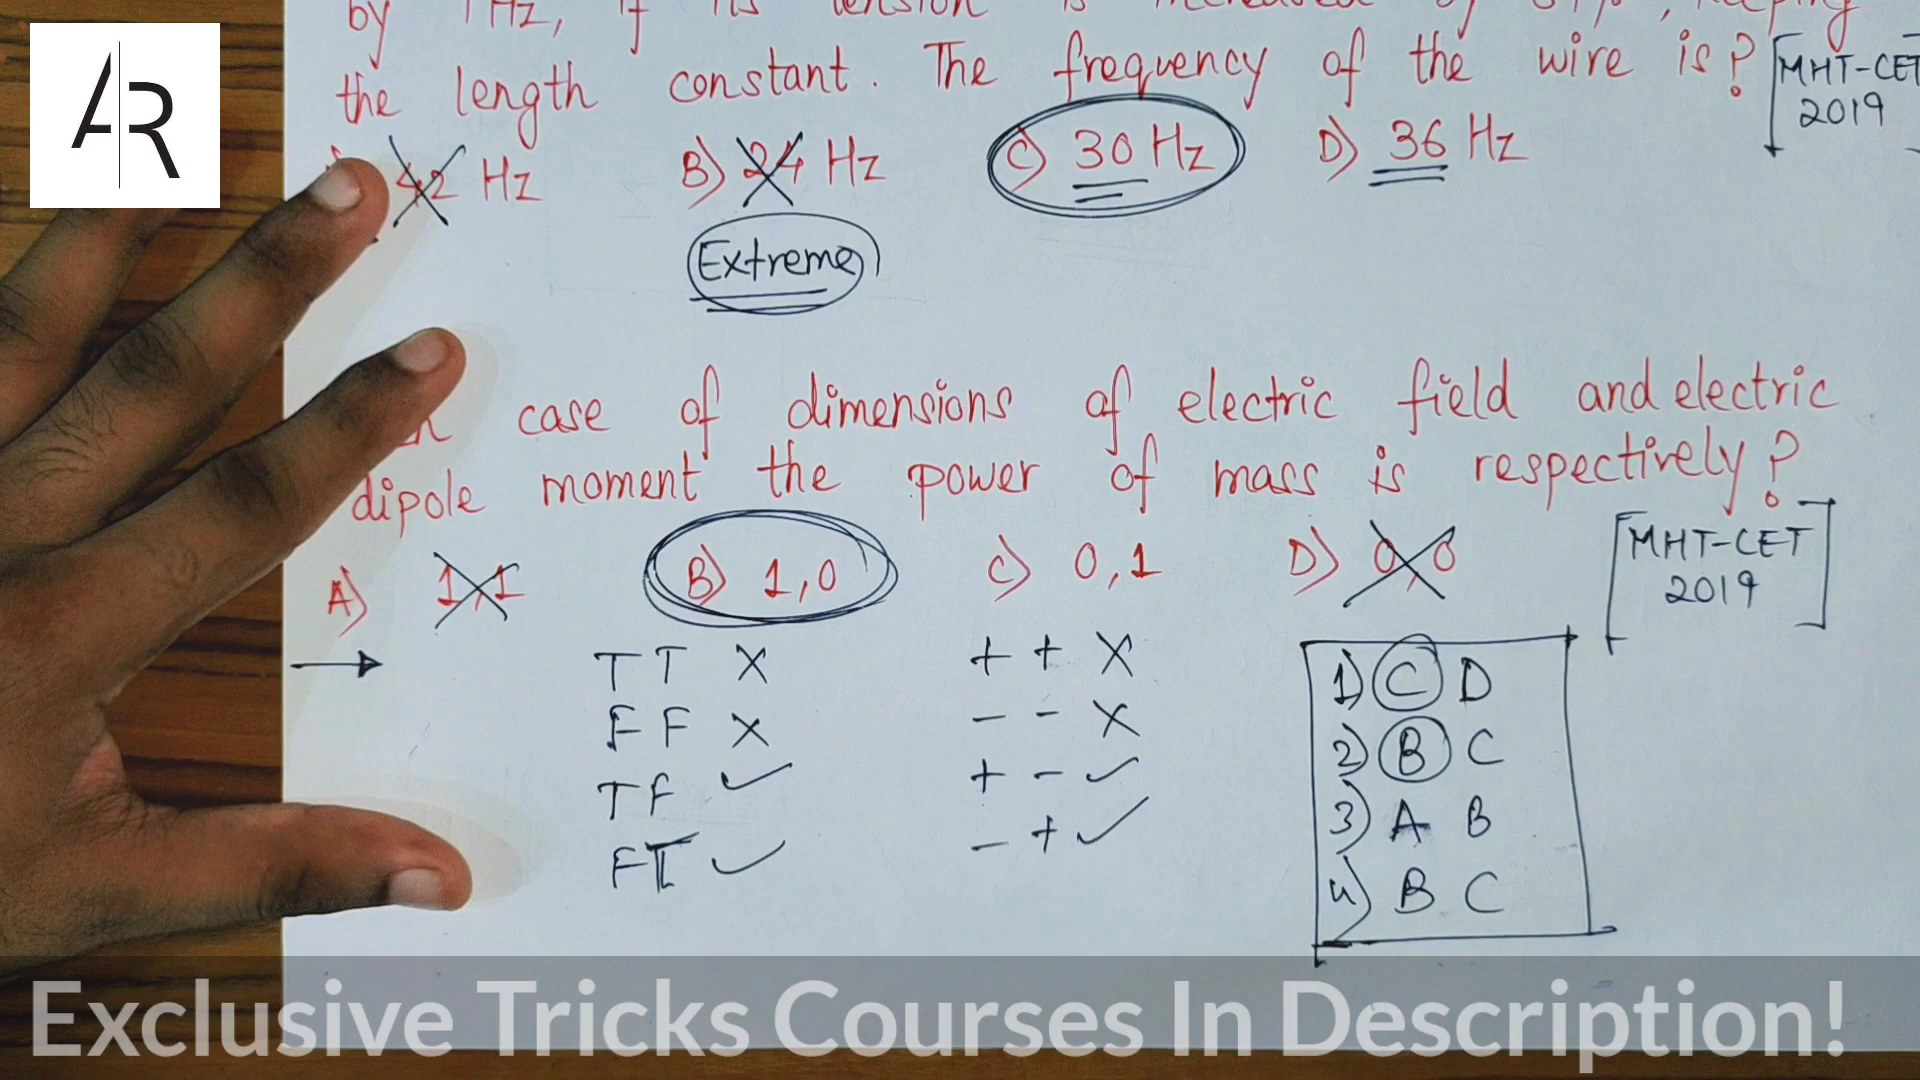 AR
by 1 Hz, if its tension is increased by
the length constant. The frequency of the wire is?
[MHT-CET
2019
42 Hz B) 24 Hz C) 30 Hz D) 36 Hz
Extreme
case of dimensions of electric field and electric
dipole moment the power of mass is respectively?
[MHT-CET
2019]
A) 1,1 B) 1,0 C) 0,1 D) 0,0
T T X + + X
F F X - - X
T F ✓ + - ✓
F T ✓ - + ✓
1) C D
2) B C
3) A B
4) B C
Exclusive Tricks Courses In Description!